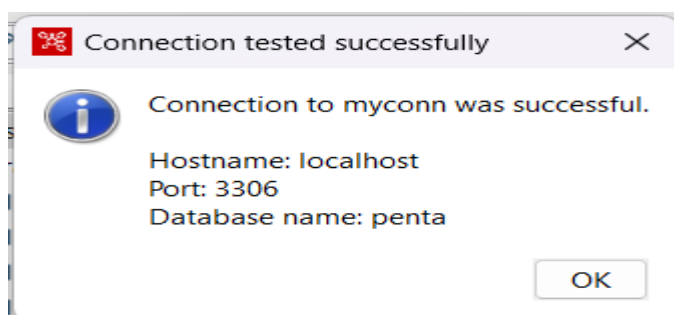 Connection tested successfully
Connection to myconn was successful.
Hostname: localhost
Port: 3306
Database name: penta
OK